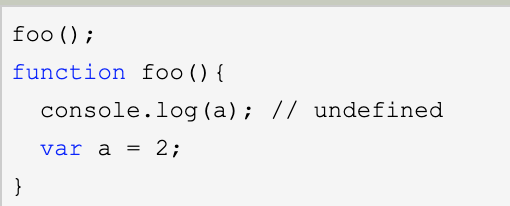 foo();
function foo(){
  console.log(a); // undefined
  var a = 2;
}